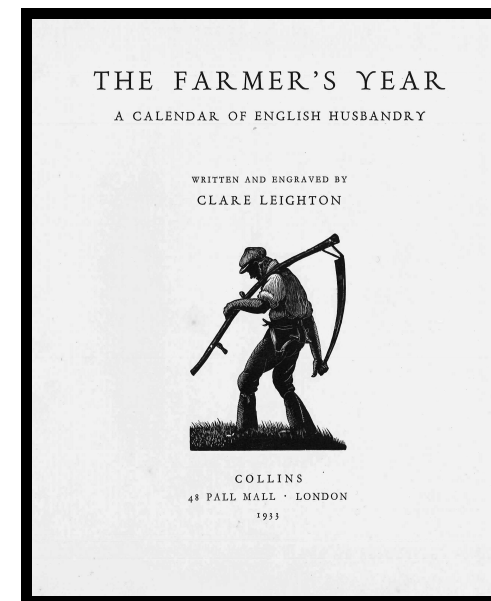 THE FARMER'S YEAR
A CALENDAR OF ENGLISH HUSBANDRY
WRITTEN AND ENGRAVED BY
CLARE LEIGHTON
COLLINS
48 PALL MALL · LONDON
1933